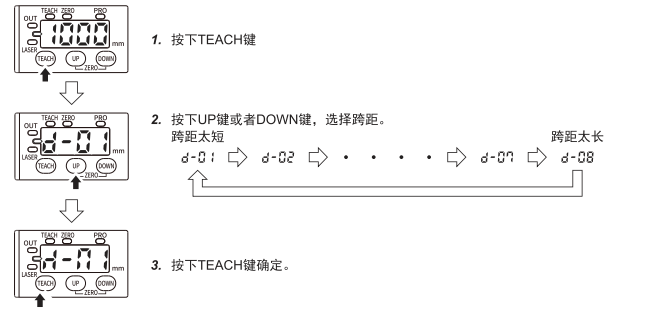 TEACH ZERO PRO
OUT
1000
mm
LASER
TEACH UP DOWN
ZERO
1. 按下TEACH键
TEACH ZERO PRO
OUT
d-01
mm
LASER
TEACH UP DOWN
ZERO
2. 按下UP键或者DOWN键，选择跨距。
跨距太短 跨距太长
d-01 d-02 · · · · d-07 d-08
TEACH ZERO PRO
OUT
mm
LASER
TEACH UP DOWN
ZERO
3. 按下TEACH键确定。